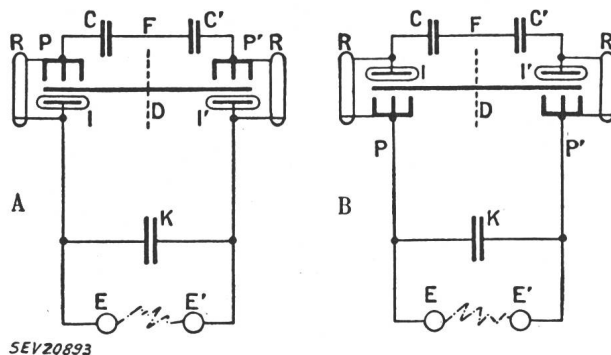 C F C' C F C'
R P P' R R I I' R
I D I' D
P P'
A K B K
E E' E E'
SEV20893